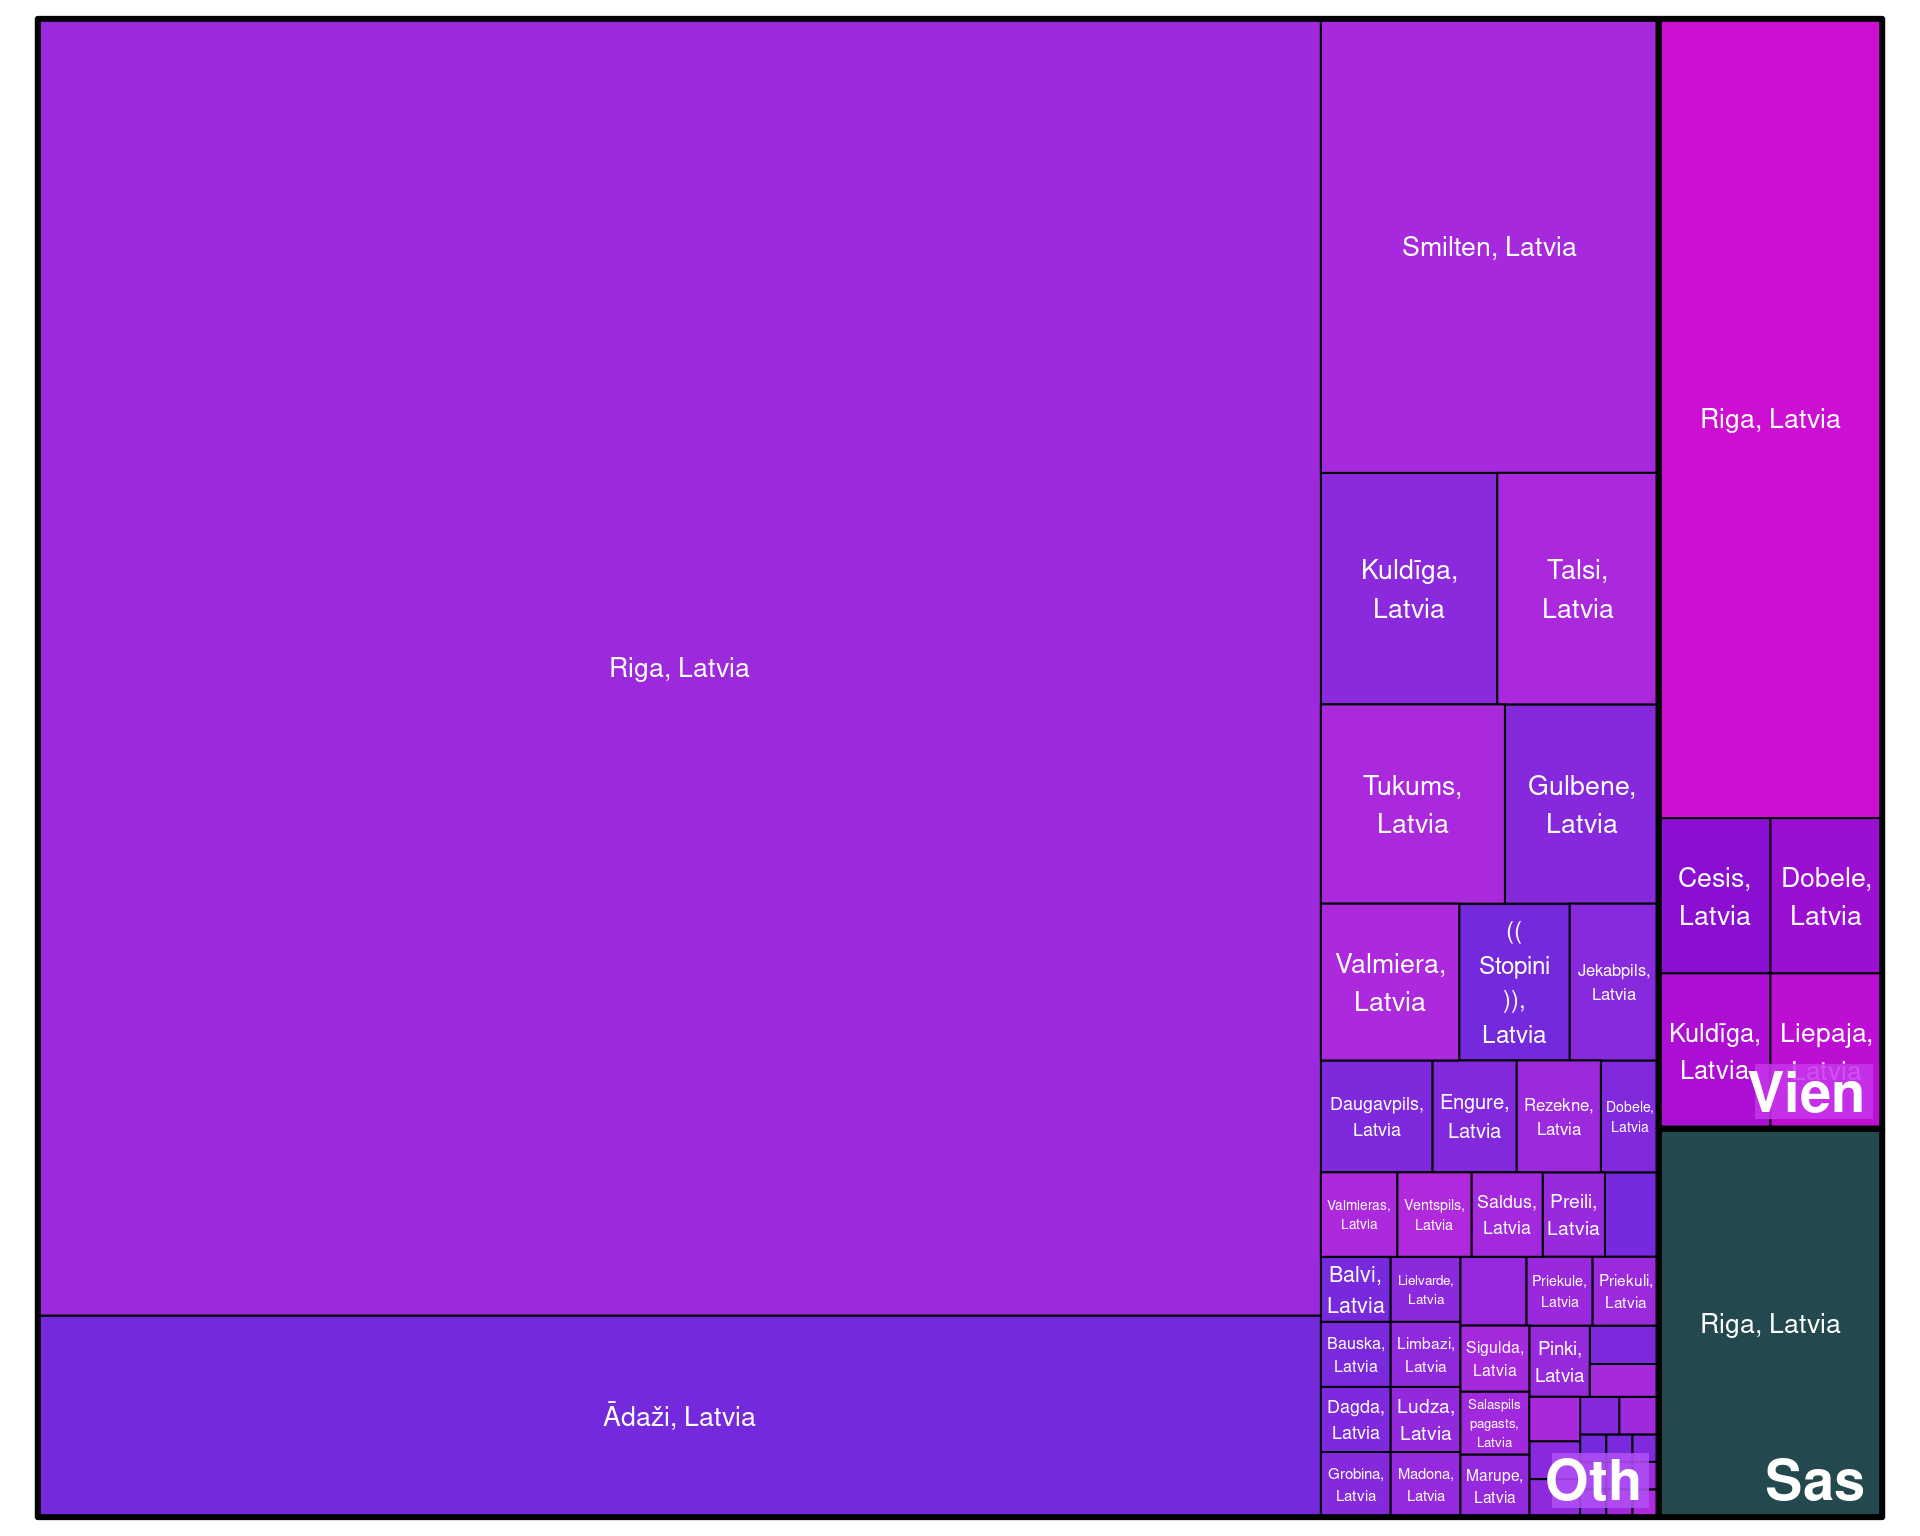 Riga, Latvia
Ādaži, Latvia
Smilten, Latvia
Kuldīga,
Latvia
Talsi,
Latvia
Tukums,
Latvia
Gulbene,
Latvia
Valmiera,
Latvia
((
Stopini
)),
Latvia
Jekabpils,
Latvia
Daugavpils,
Latvia
Engure,
Latvia
Rezekne,
Latvia
Dobele,
Latvia
Valmieras,
Latvia
Ventspils,
Latvia
Saldus,
Latvia
Preili,
Latvia
Balvi,
Latvia
Lielvarde,
Latvia
Priekule,
Latvia
Priekuli,
Latvia
Bauska,
Latvia
Limbazi,
Latvia
Sigulda,
Latvia
Pinki,
Latvia
Dagda,
Latvia
Ludza,
Latvia
Salaspils
pagasts,
Latvia
Grobina,
Latvia
Madona,
Latvia
Marupe,
Latvia
Oth
Riga, Latvia
Cesis,
Latvia
Dobele,
Latvia
Kuldīga,
Latvia
Liepaja,
Latvia
Vien
Riga, Latvia
Sas